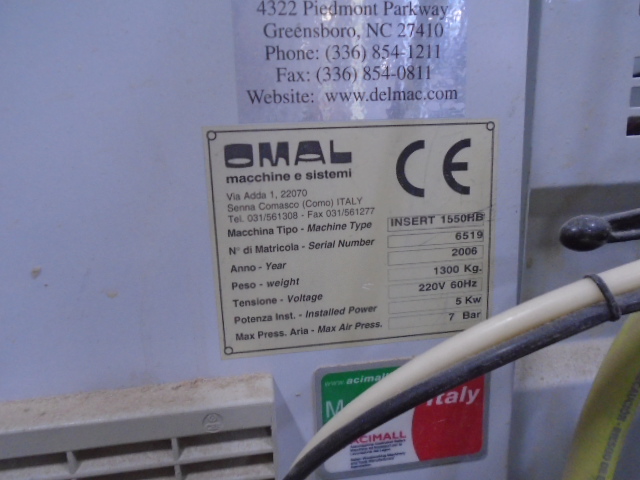 4322 Piedmont Parkway
Greensboro, NC 27410
Phone: (336) 854-1211
Fax: (336) 854-0811
Website: www.delmac.com
OMAL CE
macchine e sistemi
Via Adda 1, 22070
Senna Comasco (Como) ITALY
Tel. 031/561308 - Fax 031/561277
Macchina Tipo - Machine Type INSERT 1550HB
N° di Matricola - Serial Number 6519
Anno - Year 2006
Peso - weight 1300 Kg.
Tensione - Voltage 220V 60Hz
Potenza Inst. - Installed Power 5 Kw
Max Press. Aria - Max Air Press. 7 Bar
www.acimall
Italy
ACIMALL